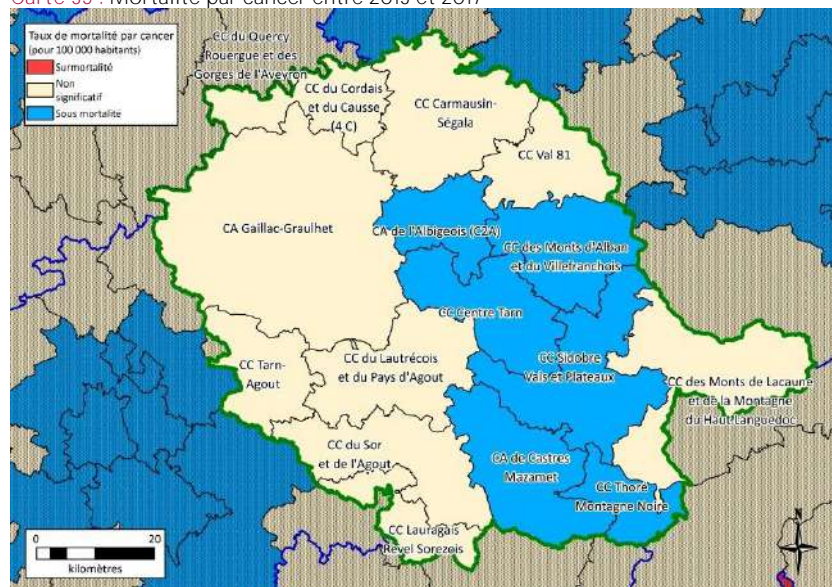 Carte 39 : Mortalité par cancer entre 2013 et 2017
Taux de mortalité par cancer
(pour 100 000 habitants)
Surmortalité
Non
significatif
Sous mortalité
CC du Quercy
Rouergue et des
Gorges de l'Aveyron
CC du Cordais
et du Causse
(4 C)
CC Carmausin-
Ségala
CC Val 81
CA Gaillac-Graulhet
CA de l'Albigeois (C2A)
CC des Monts d'Alban
et du Villefranchois
CC Centre Tarn
CC Tarn-
Agout
CC du Lautrécois
et du Pays d'Agout
CC Sidobre
Vals et Plateaux
CC des Monts de Lacaune
et de la Montagne
du Haut Languedoc
CC du Sor
et de l'Agout
CA de Castres
Mazamet
CC Thoré
Montagne Noire
CC Lauragais
Revel Sorezois
0 20
kilomètres
N